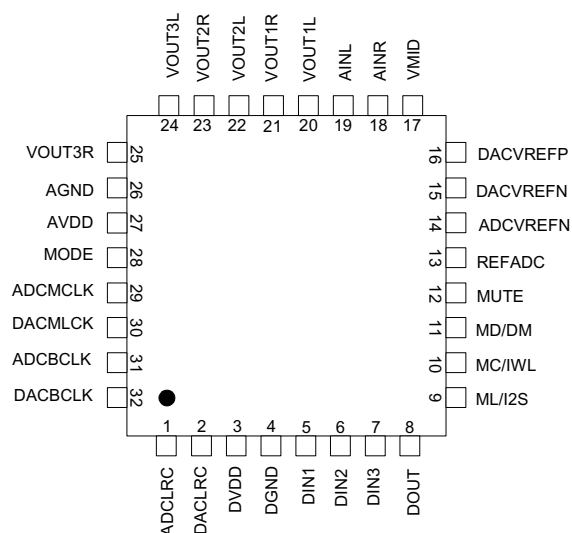 VOUT3L VOUT2R VOUT2L VOUT1R VOUT1L AINL AINR VMID
24 23 22 21 20 19 18 17
VOUT3R 25
AGND 26
AVDD 27
MODE 28
ADCMCLK 29
DACMLCK 30
ADCBCLK 31
DACBCLK 32
16 DACVREFP
15 DACVREFN
14 ADCVREFN
13 REFADC
12 MUTE
11 MD/DM
10 MC/IWL
9 ML/I2S
1 2 3 4 5 6 7 8
ADCLRC DACLRC DVDD DGND DIN1 DIN2 DIN3 DOUT